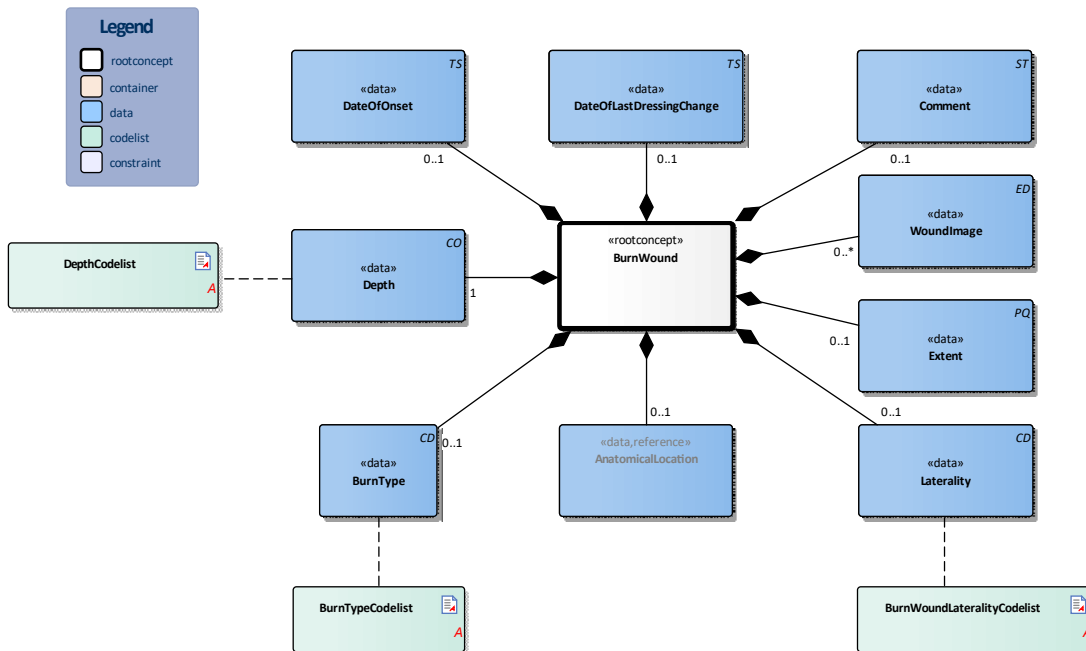 Legend
rootconcept
container
data
codelist
constraint
TS
«data»
DateOfOnset
0..1
TS
«data»
DateOfLastDressingChange
0..1
ST
«data»
Comment
0..1
ED
«data»
WoundImage
0..*
«rootconcept»
BurnWound
DepthCodelist
A
CO
«data»
Depth
1
PQ
«data»
Extent
0..1
CD
«data»
BurnType
0..1
0..1
«data,reference»
AnatomicalLocation
0..1
CD
«data»
Laterality
BurnTypeCodelist
A
BurnWoundLateralityCodelist
A